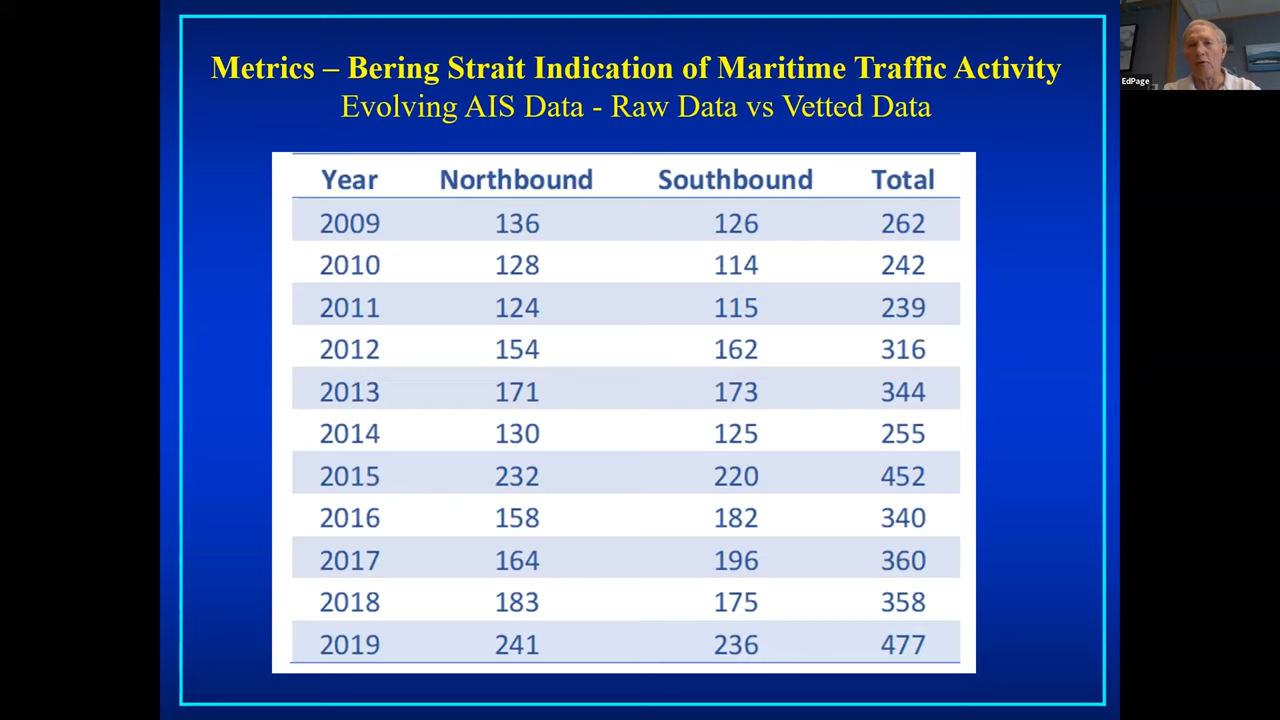 Metrics – Bering Strait Indication of Maritime Traffic Activity
Evolving AIS Data - Raw Data vs Vetted Data
EdPage
Year Northbound Southbound Total
2009 136 126 262
2010 128 114 242
2011 124 115 239
2012 154 162 316
2013 171 173 344
2014 130 125 255
2015 232 220 452
2016 158 182 340
2017 164 196 360
2018 183 175 358
2019 241 236 477